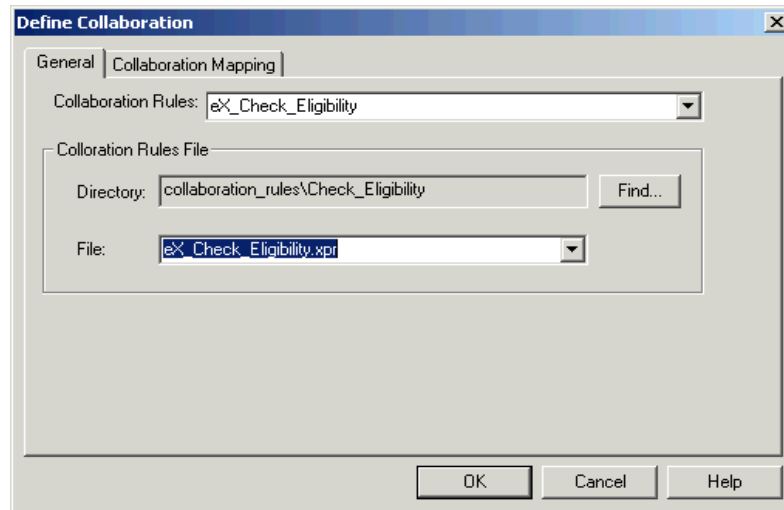 Define Collaboration
General Collaboration Mapping
Collaboration Rules: eX_Check_Eligibility
Colloration Rules File
Directory: collaboration_rules\Check_Eligibility Find...
File: eX_Check_Eligibility.xpr
OK Cancel Help